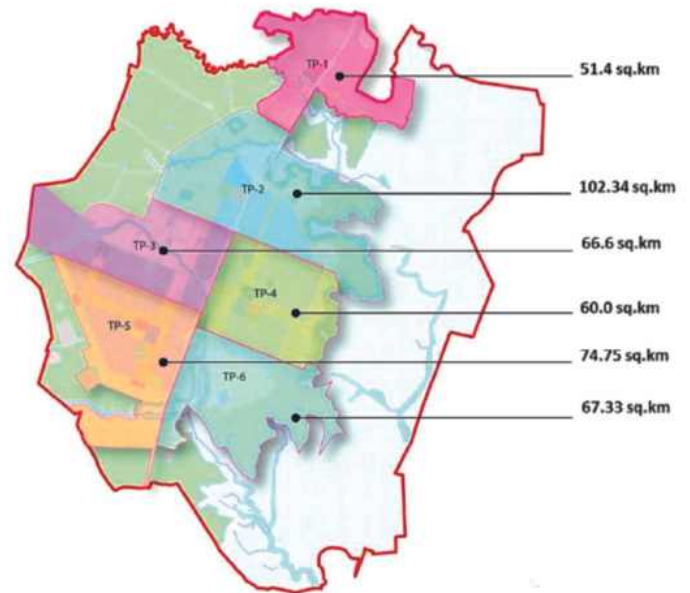 TP-1
51.4 sq.km
TP-2
102.34 sq.km
TP-3
66.6 sq.km
TP-4
60.0 sq.km
TP-5
74.75 sq.km
TP-6
67.33 sq.km